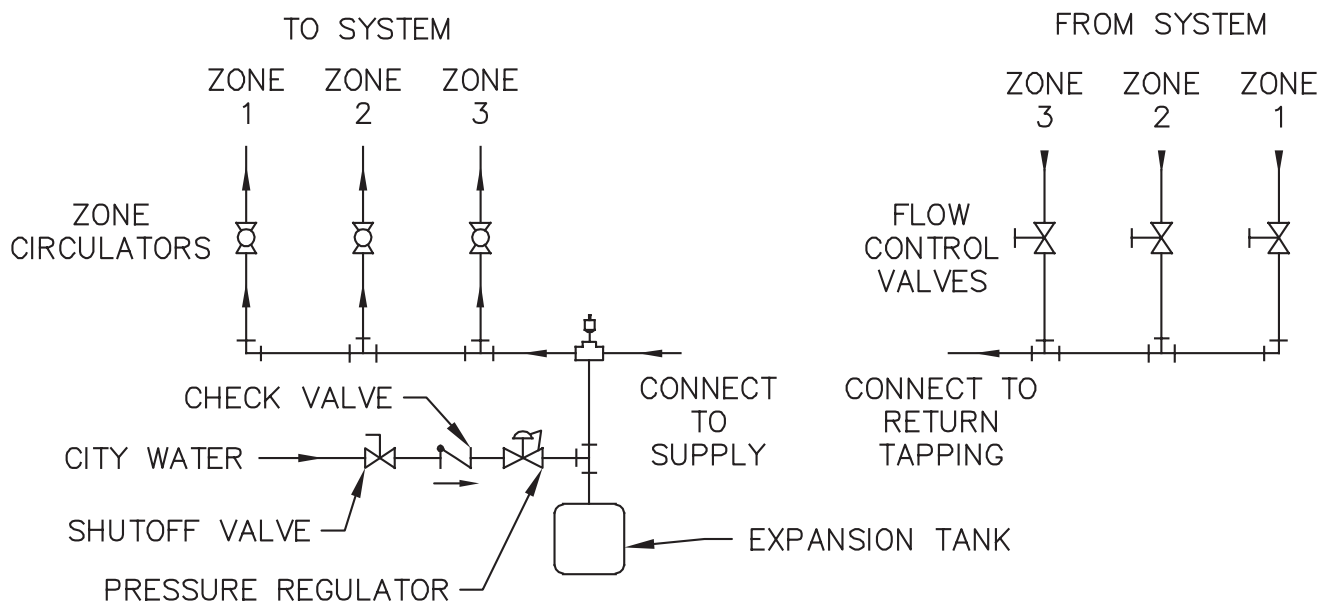 TO SYSTEM
ZONE
1
ZONE
2
ZONE
3
FROM SYSTEM
ZONE
3
ZONE
2
ZONE
1
ZONE
CIRCULATORS
FLOW
CONTROL
VALVES
CHECK VALVE
CONNECT
TO
SUPPLY
CONNECT TO
RETURN
TAPPING
CITY WATER
SHUTOFF VALVE
EXPANSION TANK
PRESSURE REGULATOR